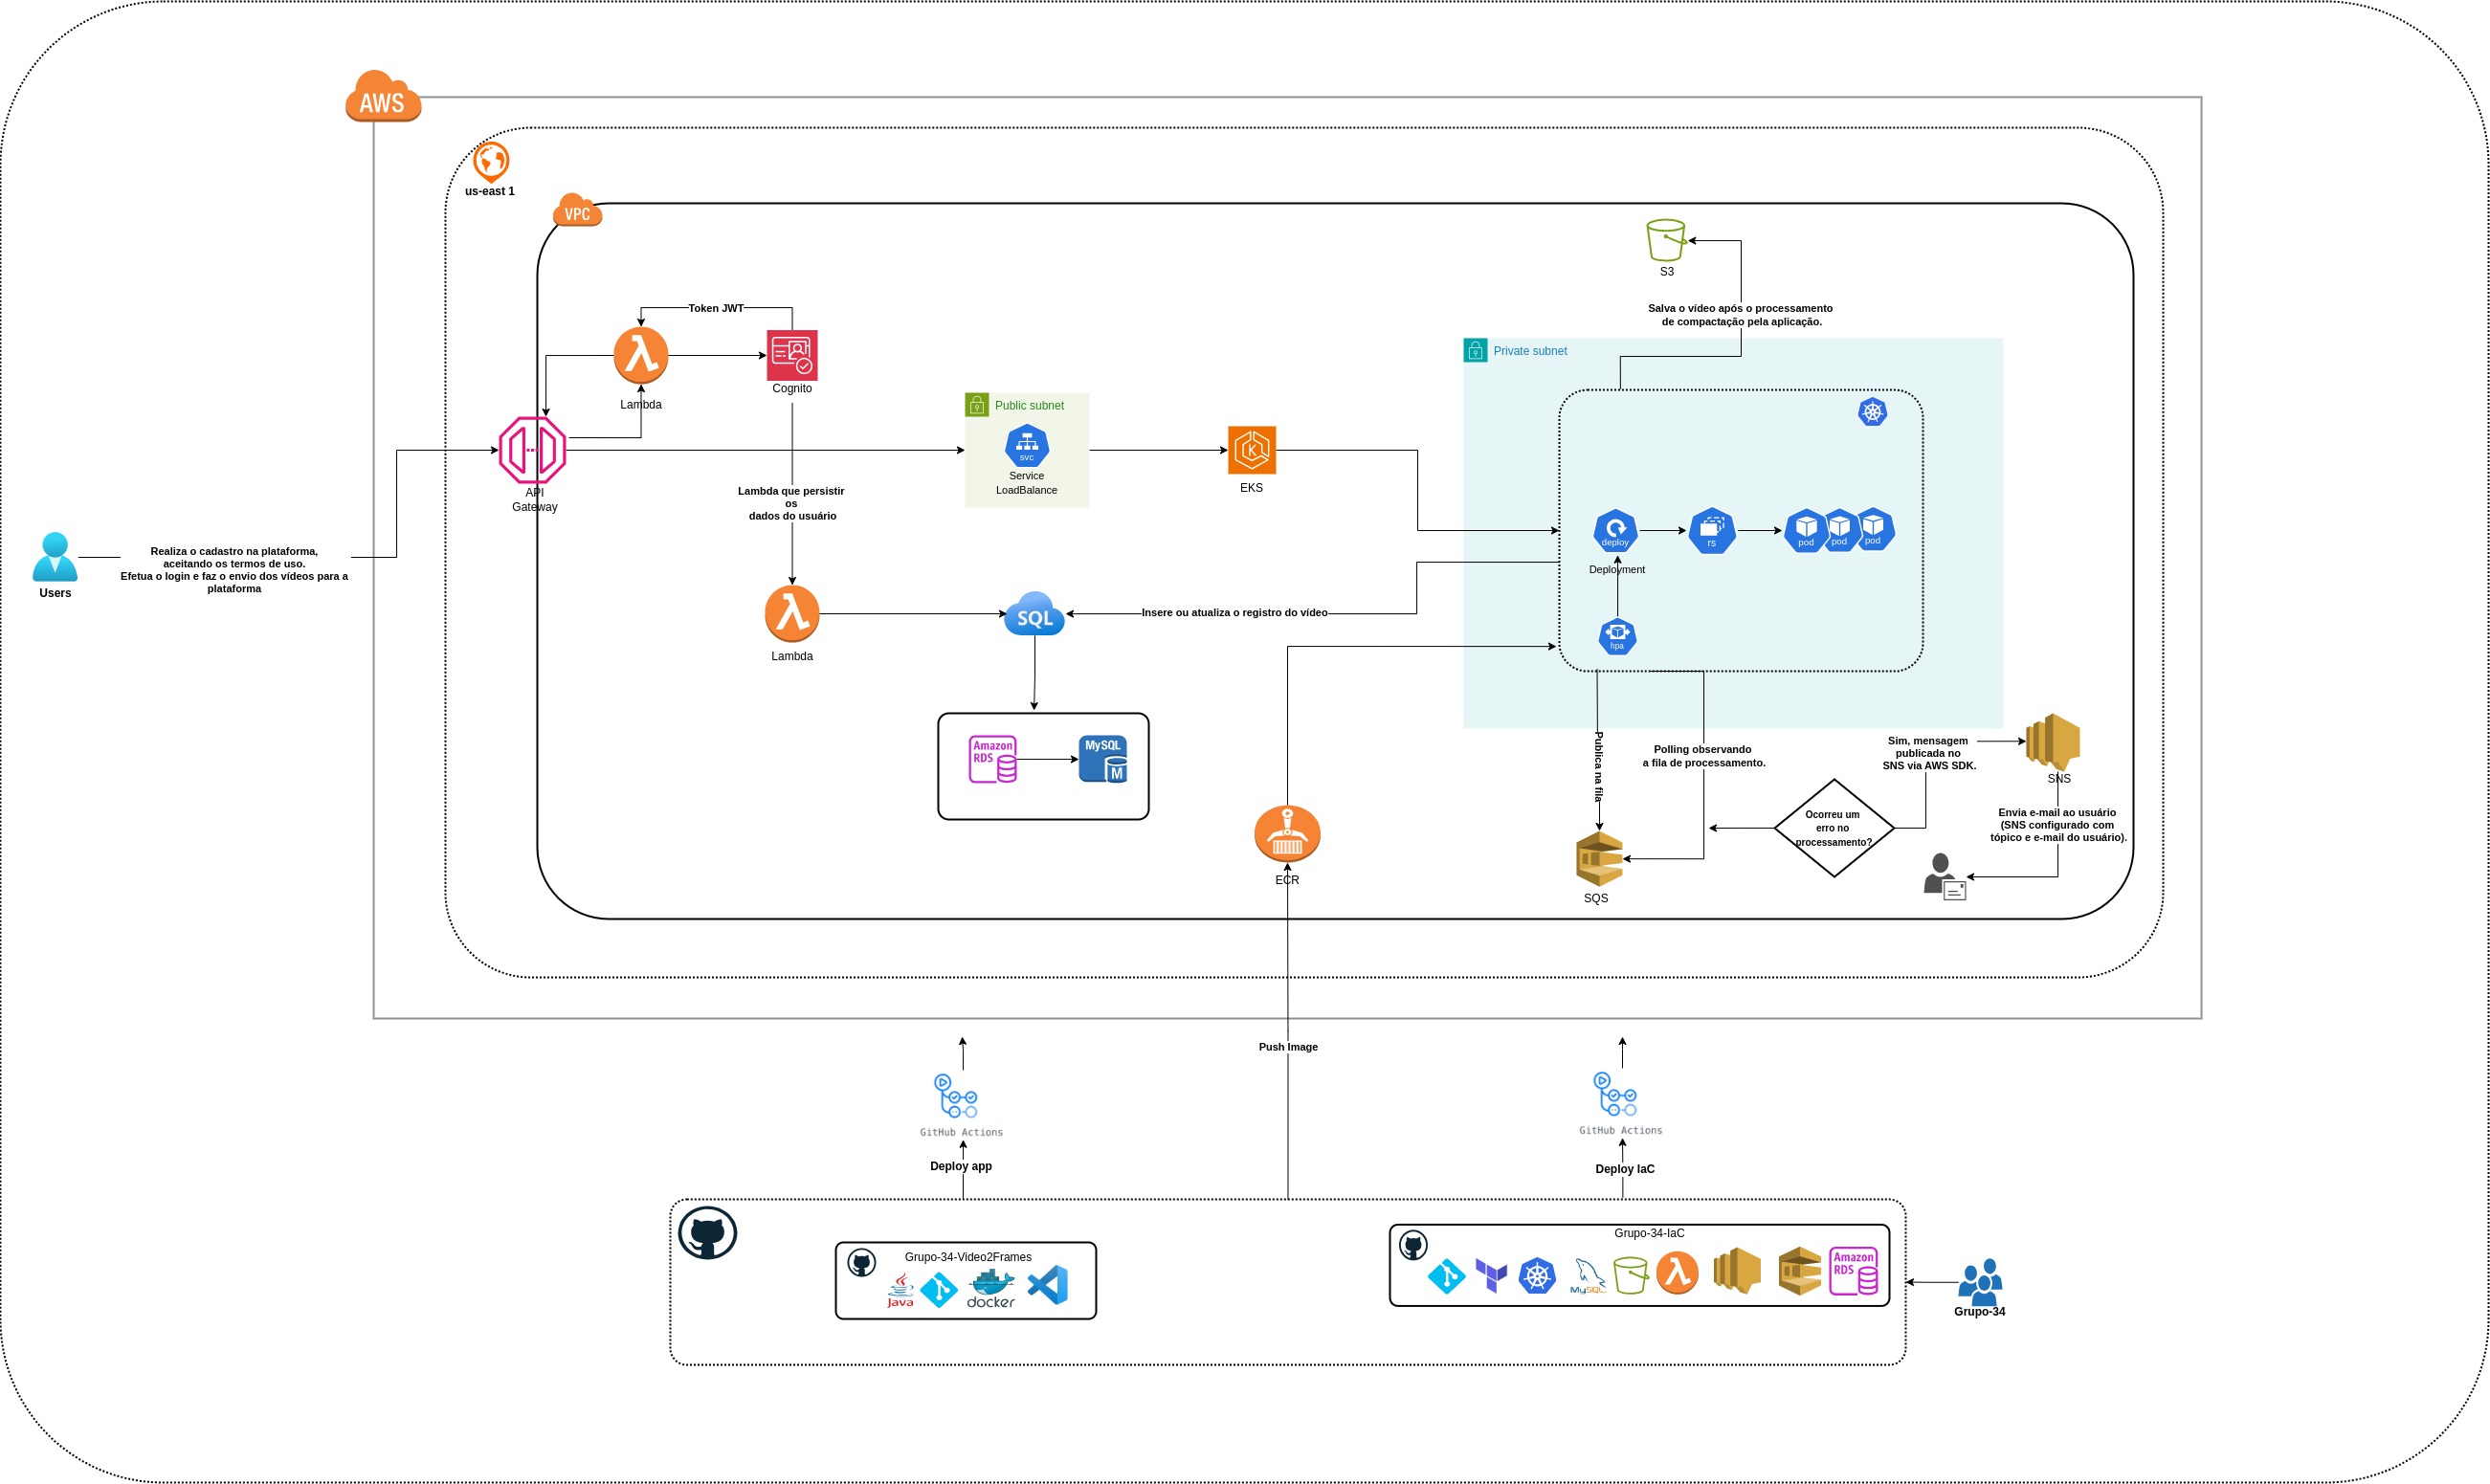 AWS
us-east 1
VPC
S3
Token JWT
Salva o vídeo após o processamento
de compactação pela aplicação.
Private subnet
Cognito
Lambda
Public subnet
svc
Service
LoadBalance
K
EKS
API
Gateway
Lambda que persistir
os
dados do usuário
deploy
rs
pod
pod
pod
Deployment
Realiza o cadastro na plataforma,
aceitando os termos de uso.
Efetua o login e faz o envio dos vídeos para a
plataforma
Users
SQL
Insere ou atualiza o registro do vídeo
hpa
Lambda
Amazon
RDS
MySQL
M
Publica na fila
Polling observando
a fila de processamento.
Sim, mensagem
publicada no
SNS via AWS SDK.
SNS
Ocorreu um
erro no
processamento?
Envia e-mail ao usuário
(SNS configurado com
tópico e e-mail do usuário).
ECR
SQS
Push Image
GitHub Actions
GitHub Actions
Deploy app
Deploy IaC
Grupo-34-Video2Frames
Java
docker
Grupo-34-IaC
MySQL
Amazon
RDS
Grupo-34